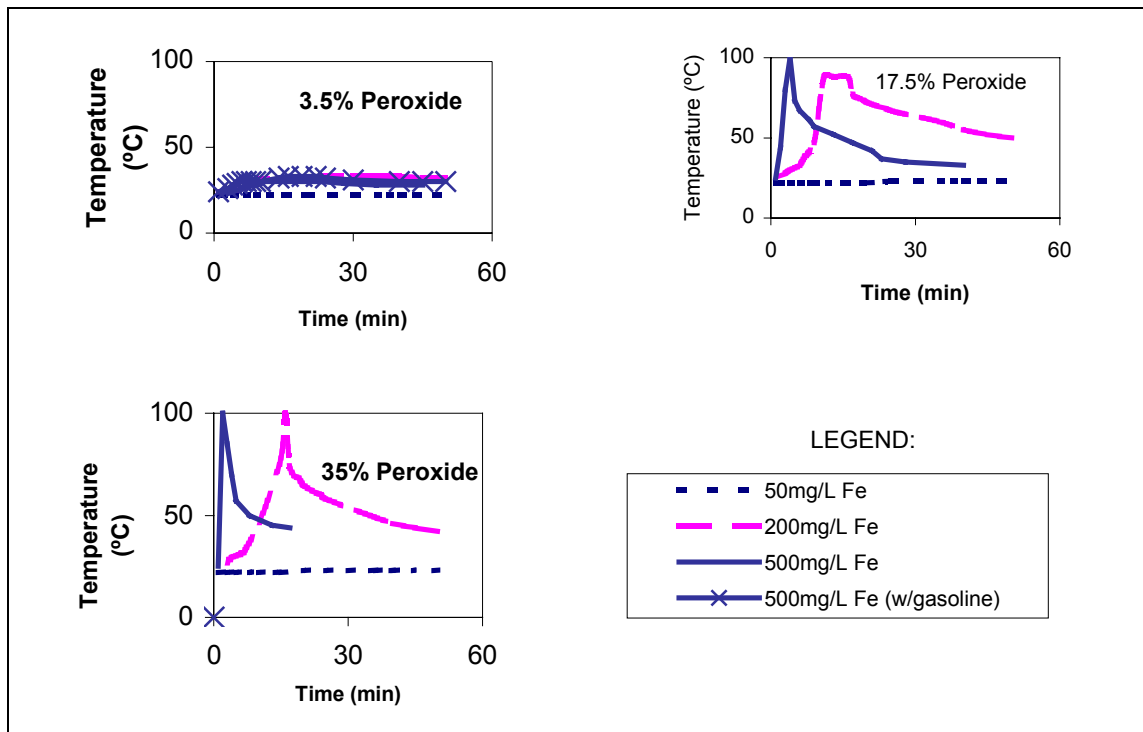 100
50
0
Temperature
(ºC)
3.5% Peroxide
0 30 60
Time (min)
100
50
0
Temperature (ºC)
17.5% Peroxide
0 30 60
Time (min)
100
50
0
Temperature
(ºC)
35% Peroxide
0 30 60
Time (min)
LEGEND:
50mg/L Fe
200mg/L Fe
500mg/L Fe
500mg/L Fe (w/gasoline)